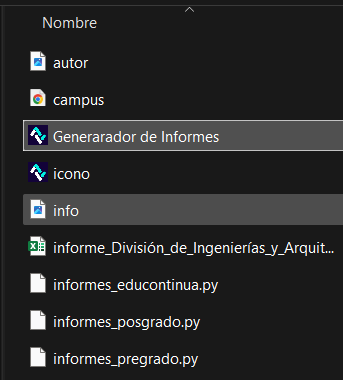 Nombre
autor
campus
Generarador de Informes
icono
info
informe_División_de_Ingenierías_y_Arquit...
informes_educontinua.py
informes_posgrado.py
informes_pregrado.py